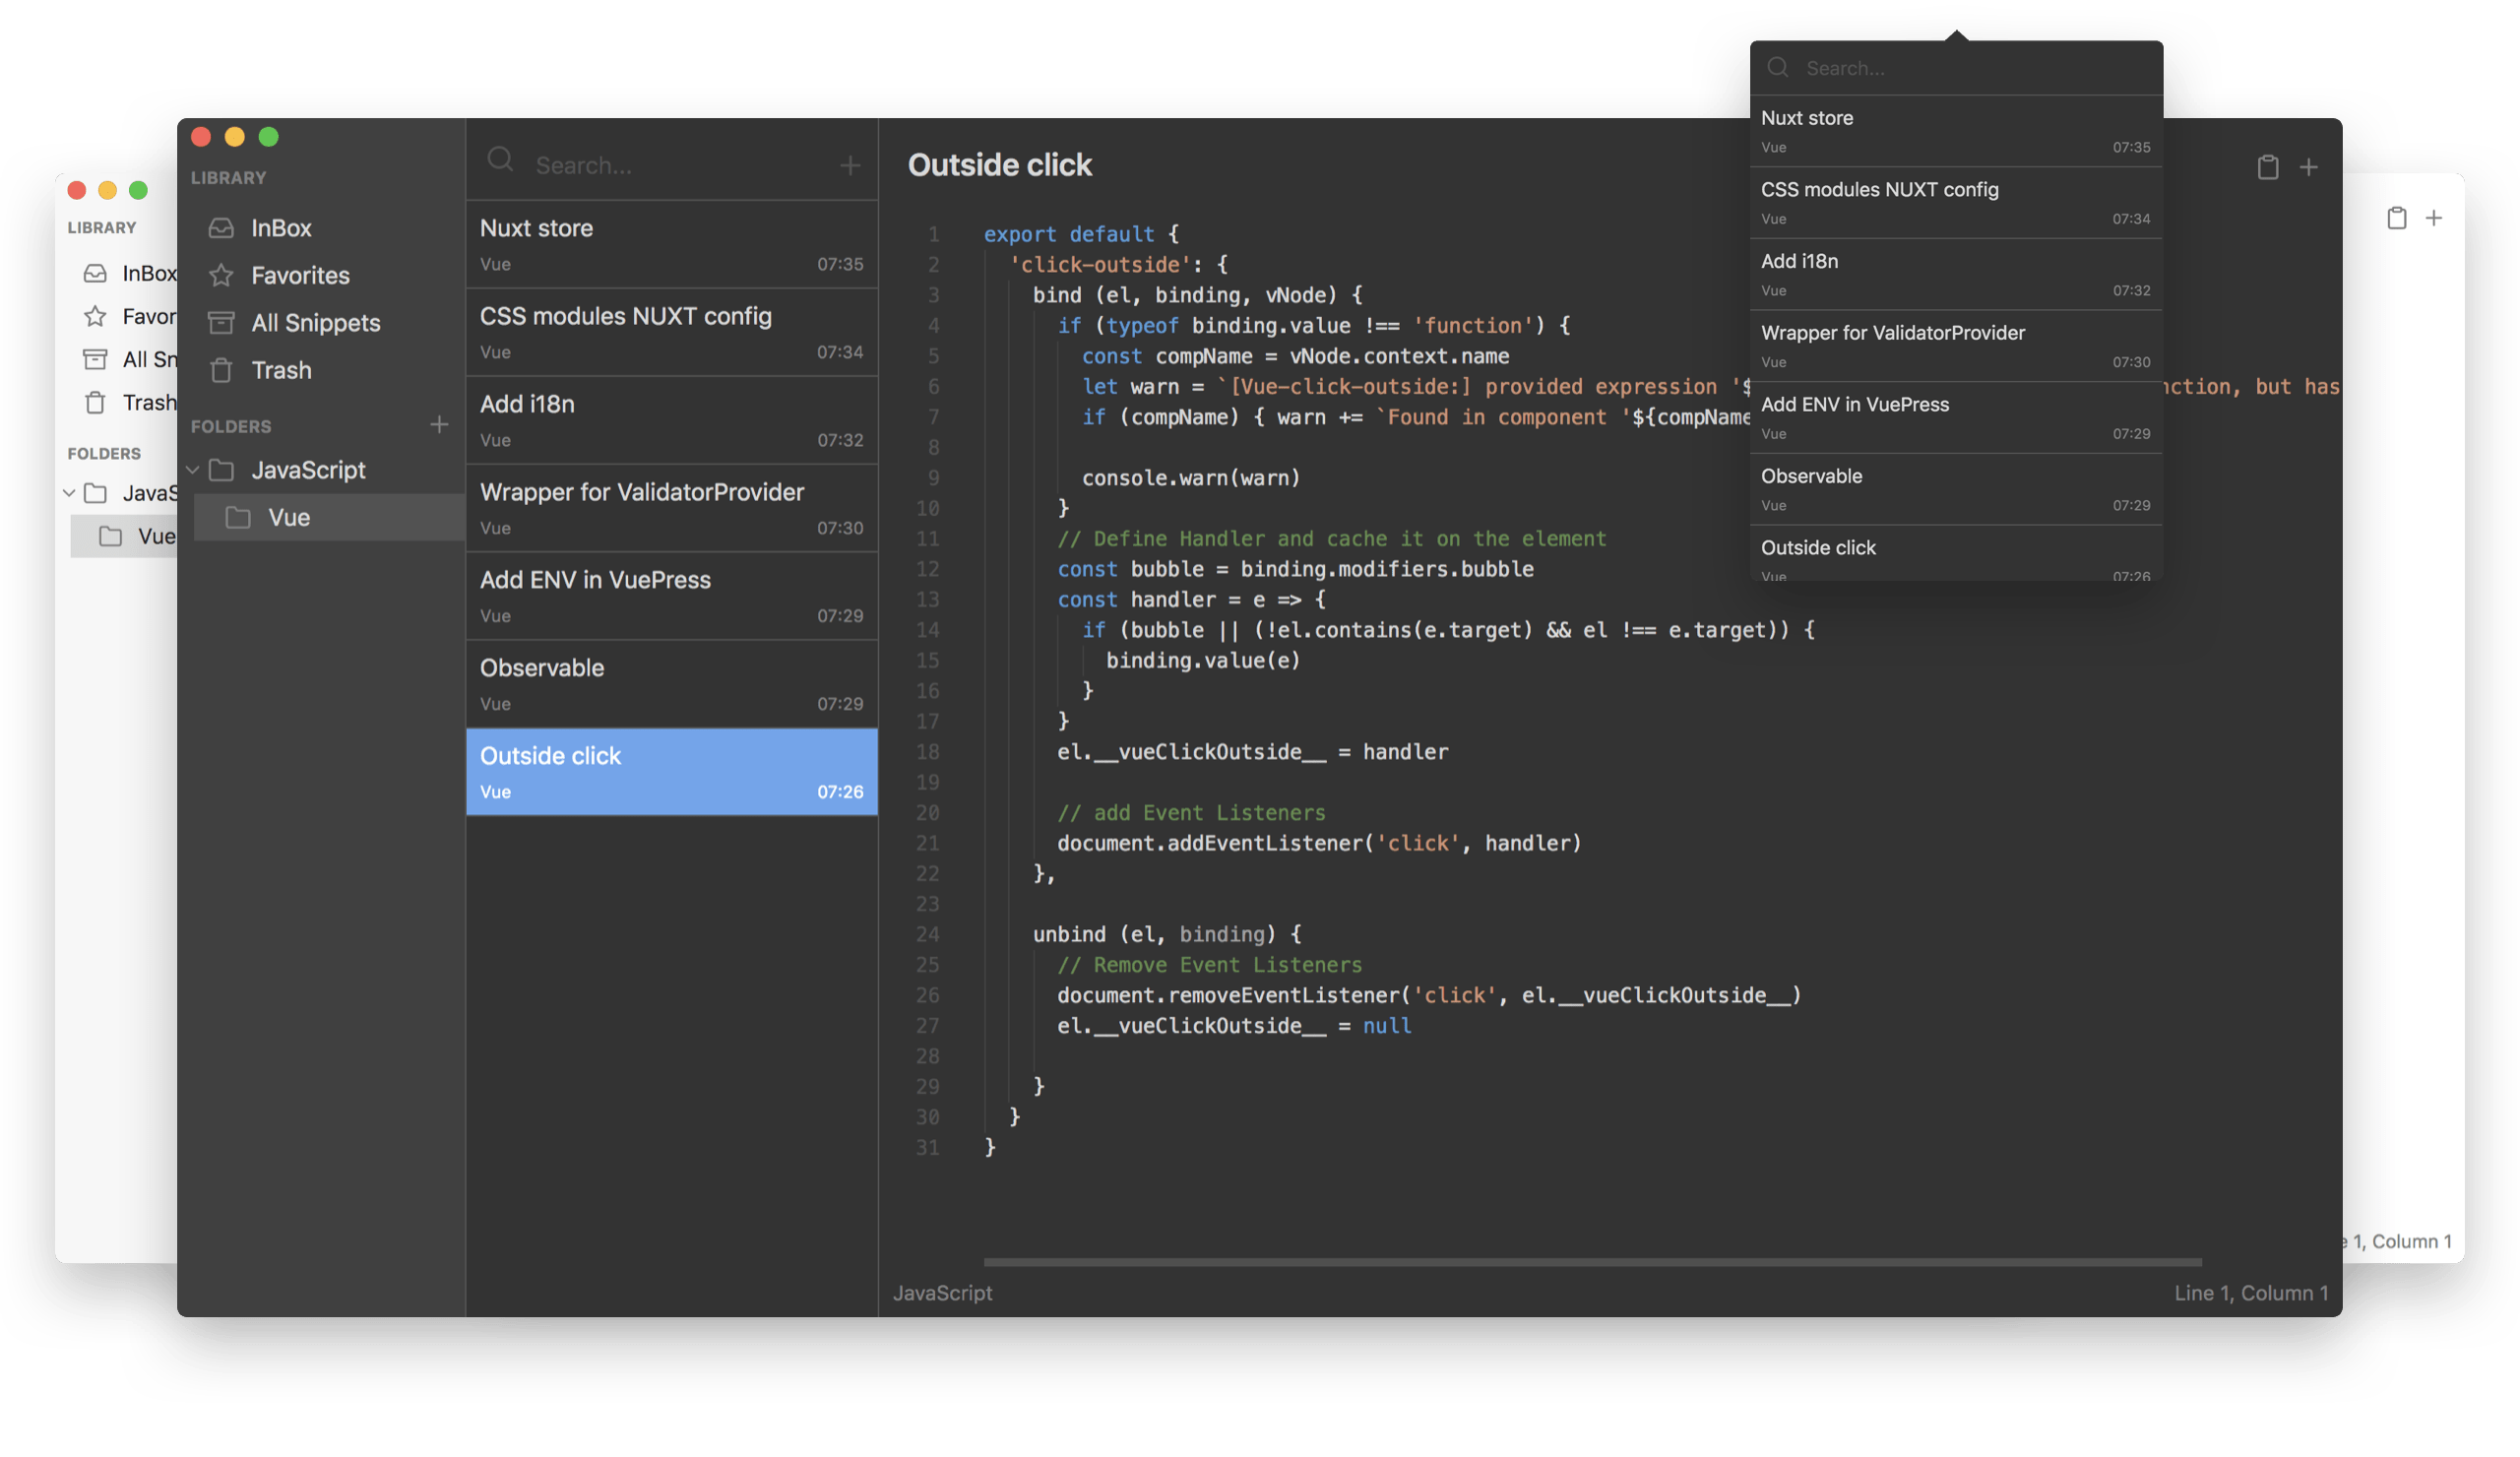 LIBRARY
InBox
Favor
All Sn
Trash
FOLDERS
JavaS
Vue
LIBRARY
InBox
Favorites
All Snippets
Trash
FOLDERS
JavaScript
Vue
Search...
Nuxt store
Vue 07:35
CSS modules NUXT config
Vue 07:34
Add i18n
Vue 07:32
Wrapper for ValidatorProvider
Vue 07:30
Add ENV in VuePress
Vue 07:29
Observable
Vue 07:29
Outside click
Vue 07:26
Outside click
1 export default {
2 'click-outside': {
3 bind (el, binding, vNode) {
4 if (typeof binding.value !== 'function') {
5 const compName = vNode.context.name
6 let warn = `[Vue-click-outside:] provided expression '$ nction, but has
7 if (compName) { warn += `Found in component '${compName
8
9 console.warn(warn)
10 }
11 // Define Handler and cache it on the element
12 const bubble = binding.modifiers.bubble
13 const handler = e => {
14 if (bubble || (!el.contains(e.target) && el !== e.target)) {
15 binding.value(e)
16 }
17 }
18 el.__vueClickOutside__ = handler
19
20 // add Event Listeners
21 document.addEventListener('click', handler)
22 },
23
24 unbind (el, binding) {
25 // Remove Event Listeners
26 document.removeEventListener('click', el.__vueClickOutside__)
27 el.__vueClickOutside__ = null
28
29 }
30 }
31 }
JavaScript
Line 1, Column 1
Search...
Nuxt store
Vue 07:35
CSS modules NUXT config
Vue 07:34
Add i18n
Vue 07:32
Wrapper for ValidatorProvider
Vue 07:30
Add ENV in VuePress
Vue 07:29
Observable
Vue 07:29
Outside click
Vue 07:26
e 1, Column 1